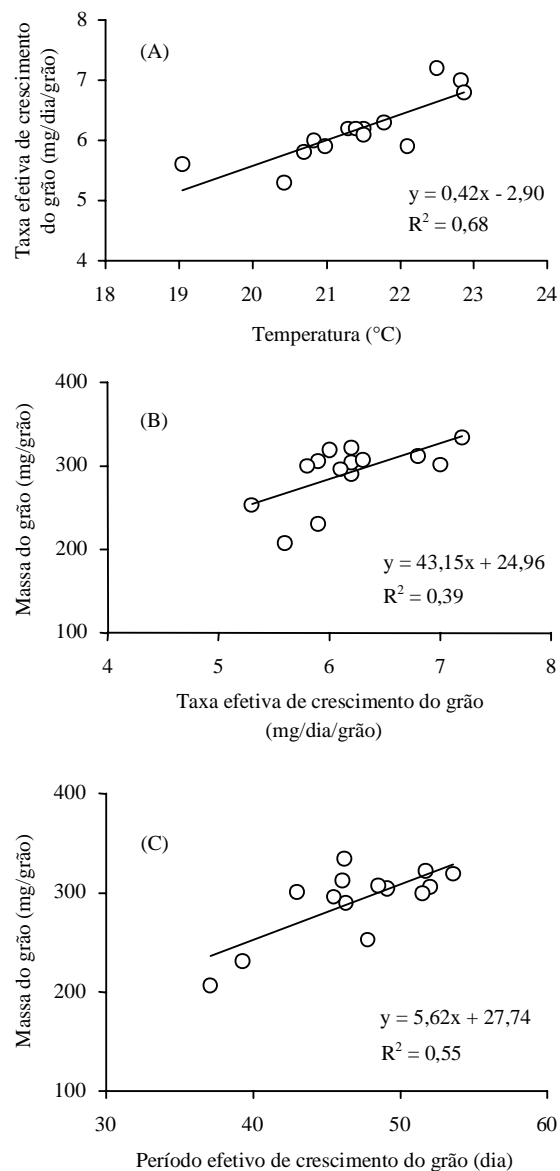 8
7
6
5
4
Taxa efetiva de crescimento
do grão (mg/dia/grão)
(A)
y = 0,42x - 2,90
R² = 0,68
18 19 20 21 22 23 24
Temperatura (°C)
400
300
200
100
Massa do grão (mg/grão)
(B)
y = 43,15x + 24,96
R² = 0,39
4 5 6 7 8
Taxa efetiva de crescimento do grão
(mg/dia/grão)
400
300
200
100
Massa do grão (mg/grão)
(C)
y = 5,62x + 27,74
R² = 0,55
30 40 50 60
Período efetivo de crescimento do grão (dia)